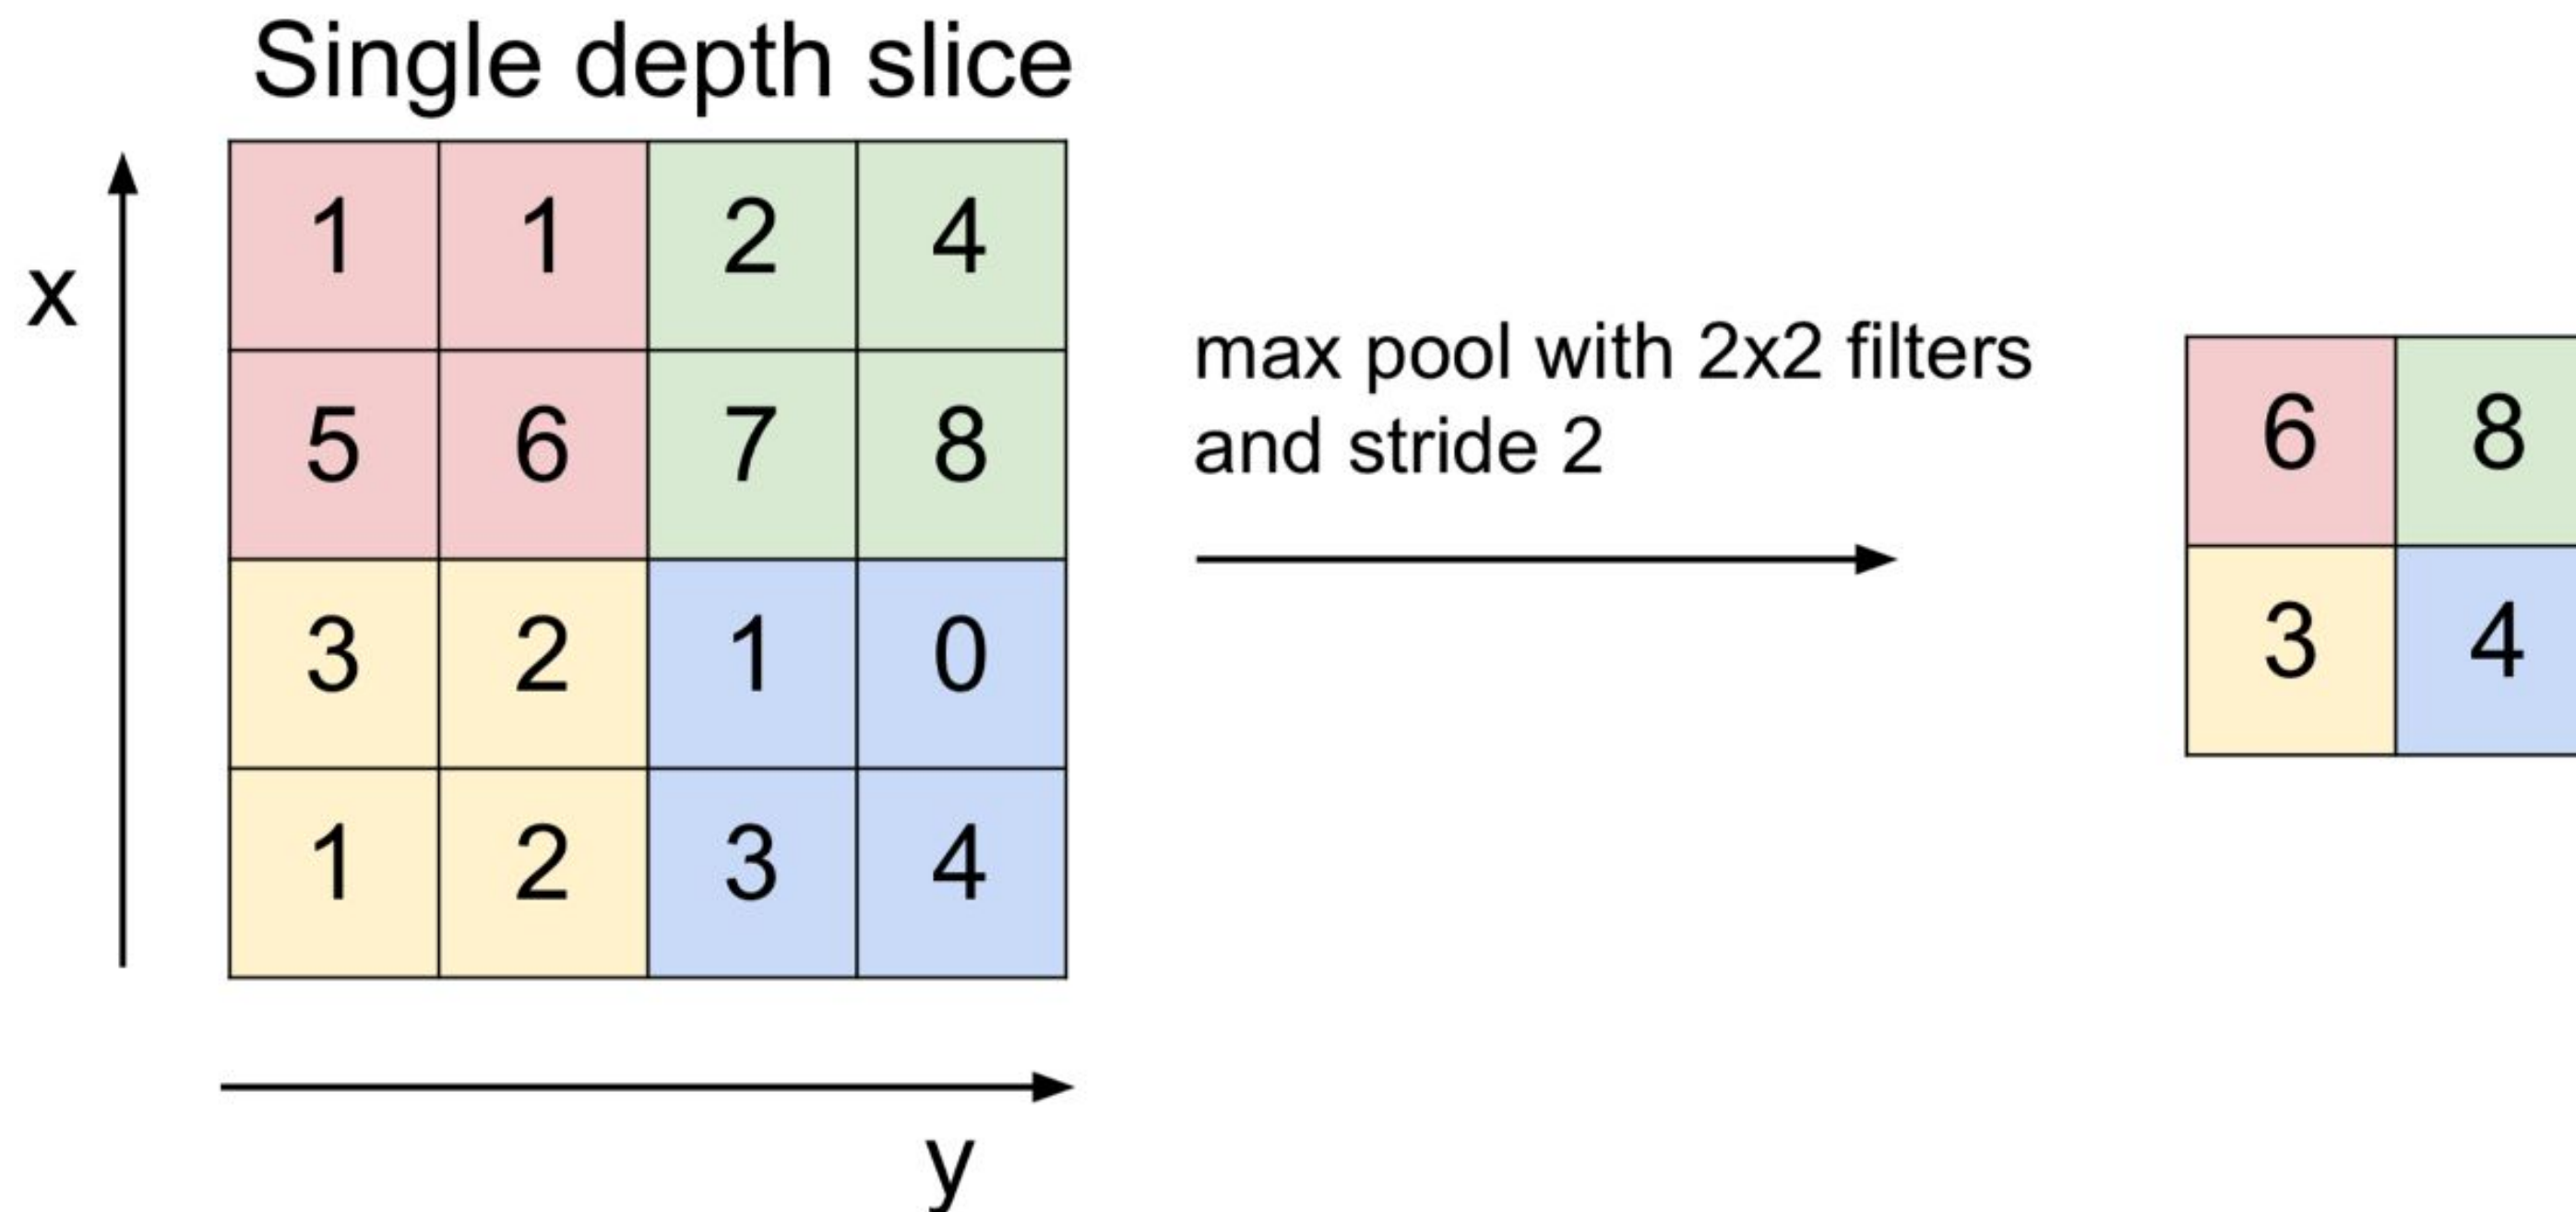 Single depth slice
x
1 1 2 4
5 6 7 8
3 2 1 0
1 2 3 4
y
max pool with 2x2 filters
and stride 2
6 8
3 4